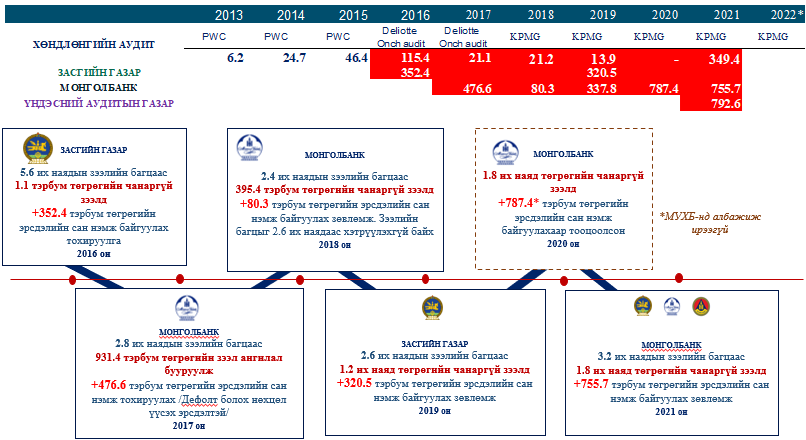 2013 2014 2015 2016 2017 2018 2019 2020 2021 2022*
ХӨНДЛӨНГИЙН АУДИТ PWC PWC PWC Deliotte Onch audit Deliotte Onch audit KPMG KPMG KPMG KPMG KPMG
6.2 24.7 46.4 115.4 21.1 21.2 13.9 - 349.4
ЗАСГИЙН ГАЗАР 352.4 320.5
МОНГОЛБАНК 476.6 80.3 337.8 787.4 755.7
ҮНДЭСНИЙ АУДИТЫН ГАЗАР 792.6
ЗАСГИЙН ГАЗАР
5.6 их наядын зээлийн багцаас
1.1 тэрбум төгрөгийн чанаргүй
зээлд
+352.4 тэрбум төгрөгийн
эрсдэлийн сан нэмж байгуулах
тохируулга
2016 он
МОНГОЛБАНК
2.4 их наядын зээлийн багцаас
395.4 тэрбум төгрөгийн чанаргүй зээлд
+80.3 тэрбум төгрөгийн эрсдэлийн сан
нэмж байгуулах зөвлөмж. Зээлийн
багцыг 2.6 их наядаас хэтрүүлэхгүй байх
2018 он
МОНГОЛБАНК
1.8 их наяд төгрөгийн чанаргүй
зээлд
+787.4* тэрбум төгрөгийн
эрсдэлийн сан нэмж
байгуулахаар тооцоолсон
2020 он
*МУХБ-нд албажиж
ирээгүй
МОНГОЛБАНК
2.8 их наядын зээлийн багцаас
931.4 тэрбум төгрөгийн зээл ангилал
бууруулж
+476.6 тэрбум төгрөгийн эрсдэлийн сан
нэмж тохируулах /Дефолт болох нөхцөл
үүсэх эрсдэлтэй/
2017 он
ЗАСГИЙН ГАЗАР
2.6 их наядын зээлийн багцаас
1.2 их наяд төгрөгийн чанаргүй зээлд
+320.5 тэрбум төгрөгийн эрсдэлийн сан
нэмж байгуулах зөвлөмж
2019 он
МОНГОЛБАНК
3.2 их наядын зээлийн багцаас
1.8 их наяд төгрөгийн чанаргүй зээлд
+755.7 тэрбум төгрөгийн эрсдэлийн сан
нэмж байгуулах зөвлөмж
2021 он